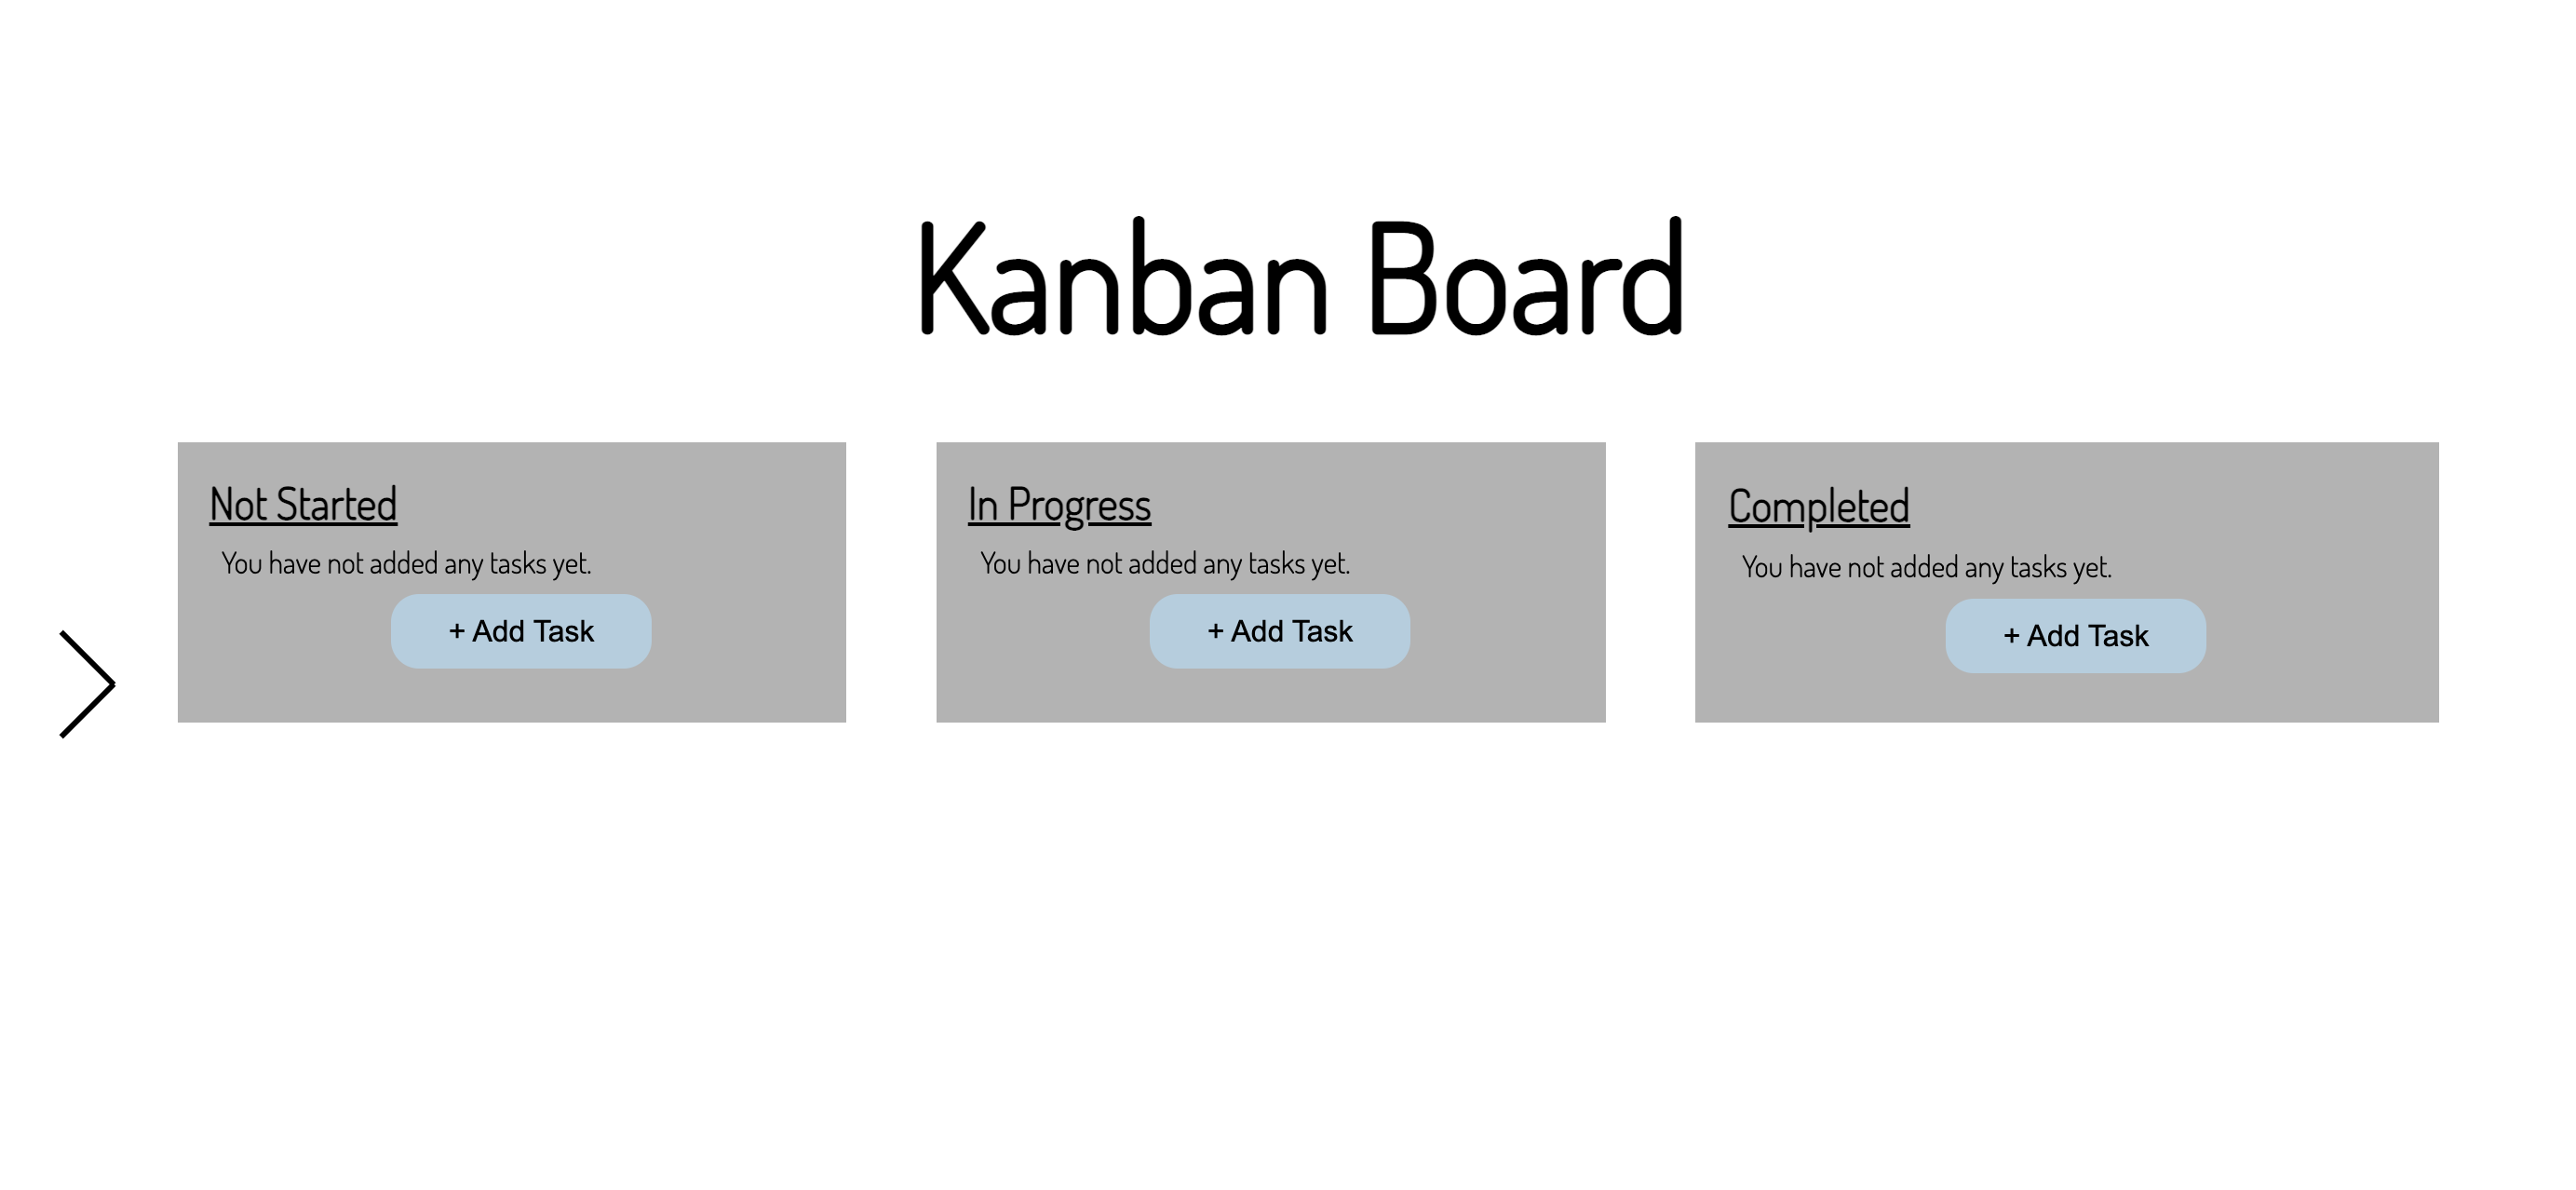 Kanban Board
Not Started
You have not added any tasks yet.
+ Add Task
In Progress
You have not added any tasks yet.
+ Add Task
Completed
You have not added any tasks yet.
+ Add Task